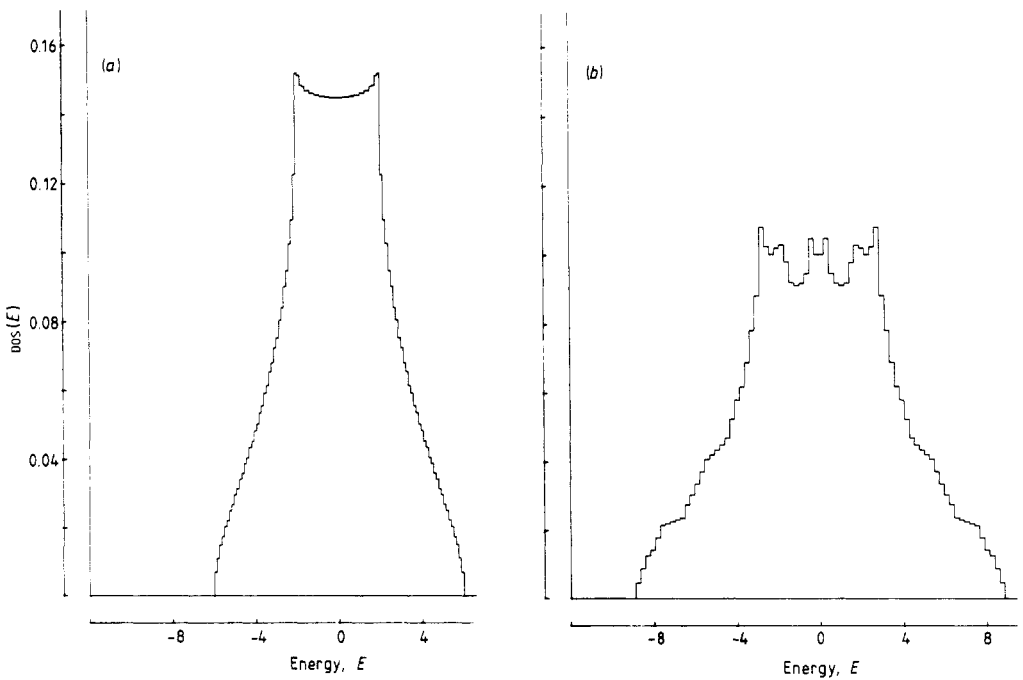 0.16
(a)
(b)
0.12
0.08
DOS(E)
0.04
-8 -4 0 4
Energy, E
-8 -4 0 4 8
Energy, E